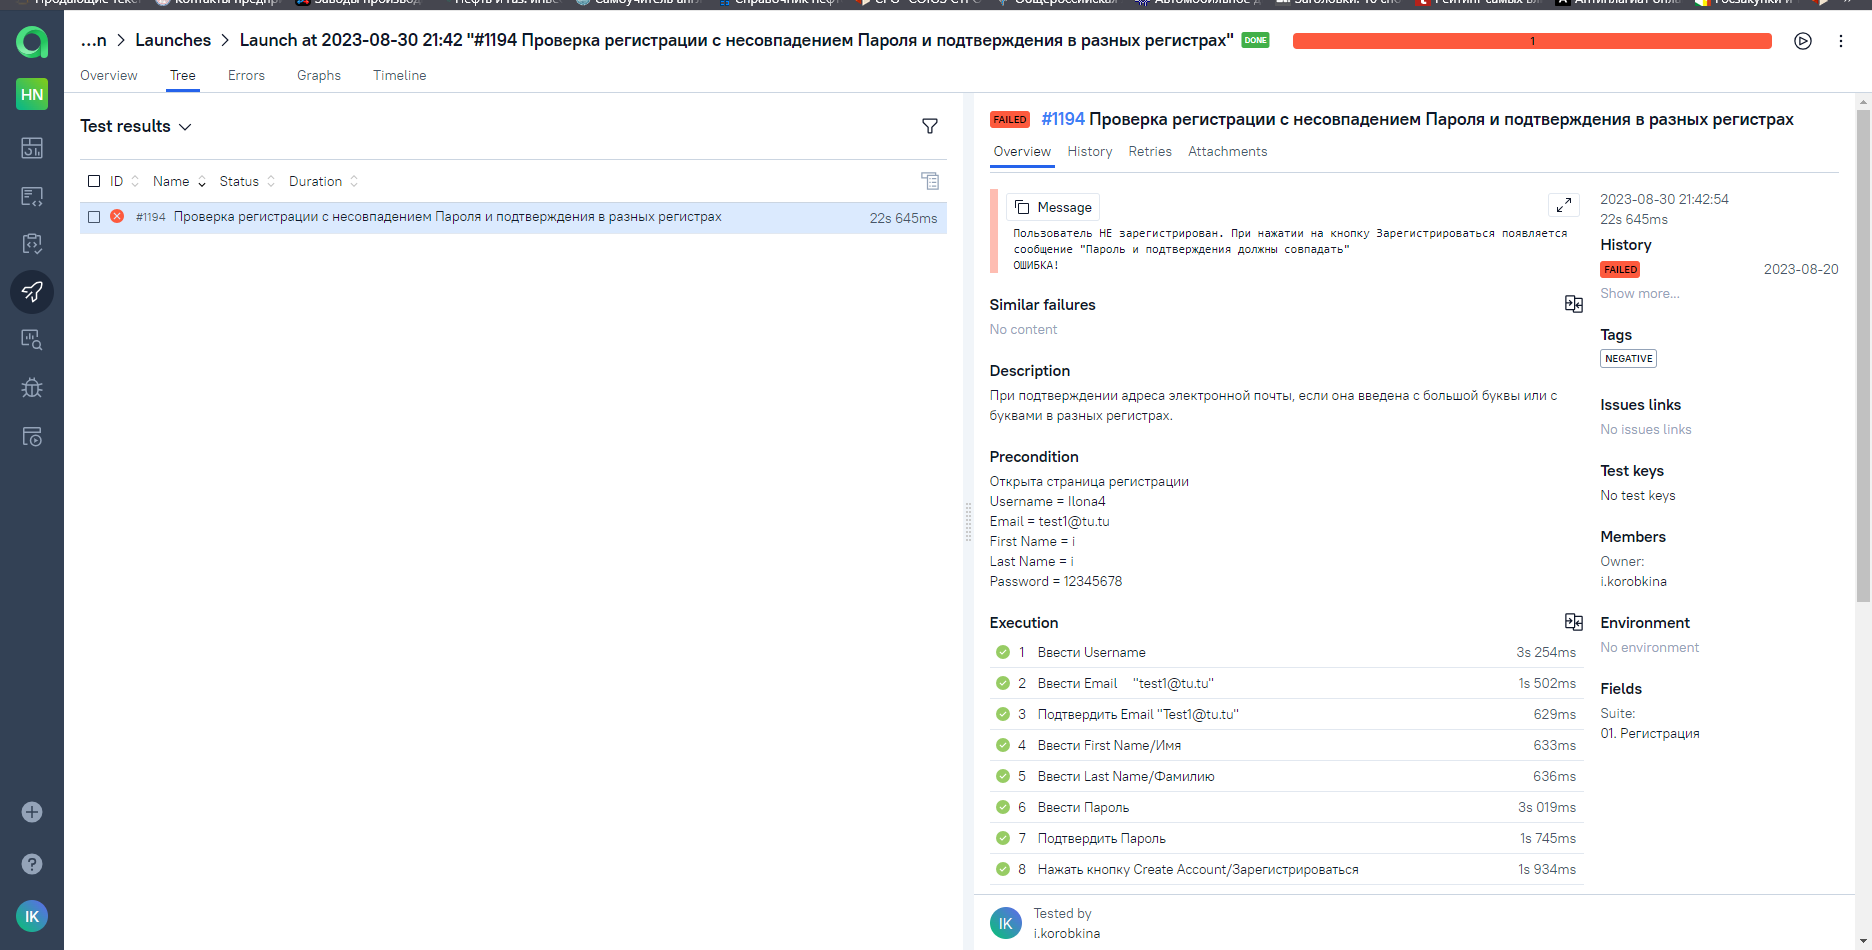 ...n > Launches > Launch at 2023-08-30 21:42 "#1194 Проверка регистрации с несовпадением Пароля и подтверждения в разных регистрах" DONE
1
HN
Overview Tree Errors Graphs Timeline
Test results
ID Name Status Duration
#1194 Проверка регистрации с несовпадением Пароля и подтверждения в разных регистрах 22s 645ms
FAILED #1194 Проверка регистрации с несовпадением Пароля и подтверждения в разных регистрах
Overview History Retries Attachments
Message
Пользователь НЕ зарегистрирован. При нажатии на кнопку Зарегистрироваться появляется
сообщение "Пароль и подтверждения должны совпадать"
ОШИБКА!
Similar failures
No content
Description
При подтверждении адреса электронной почты, если она введена с большой буквы или с
буквами в разных регистрах.
Precondition
Открыта страница регистрации
Username = Ilona4
Email = test1@tu.tu
First Name = i
Last Name = i
Password = 12345678
Execution
1 Ввести Username 3s 254ms
2 Ввести Email "test1@tu.tu" 1s 502ms
3 Подтвердить Email "Test1@tu.tu" 629ms
4 Ввести First Name/Имя 633ms
5 Ввести Last Name/Фамилию 636ms
6 Ввести Пароль 3s 019ms
7 Подтвердить Пароль 1s 745ms
8 Нажать кнопку Create Account/Зарегистрироваться 1s 934ms
IK
Tested by
i.korobkina
2023-08-30 21:42:54
22s 645ms
History
FAILED 2023-08-20
Show more...
Tags
NEGATIVE
Issues links
No issues links
Test keys
No test keys
Members
Owner:
i.korobkina
Environment
No environment
Fields
Suite:
01. Регистрация
IK